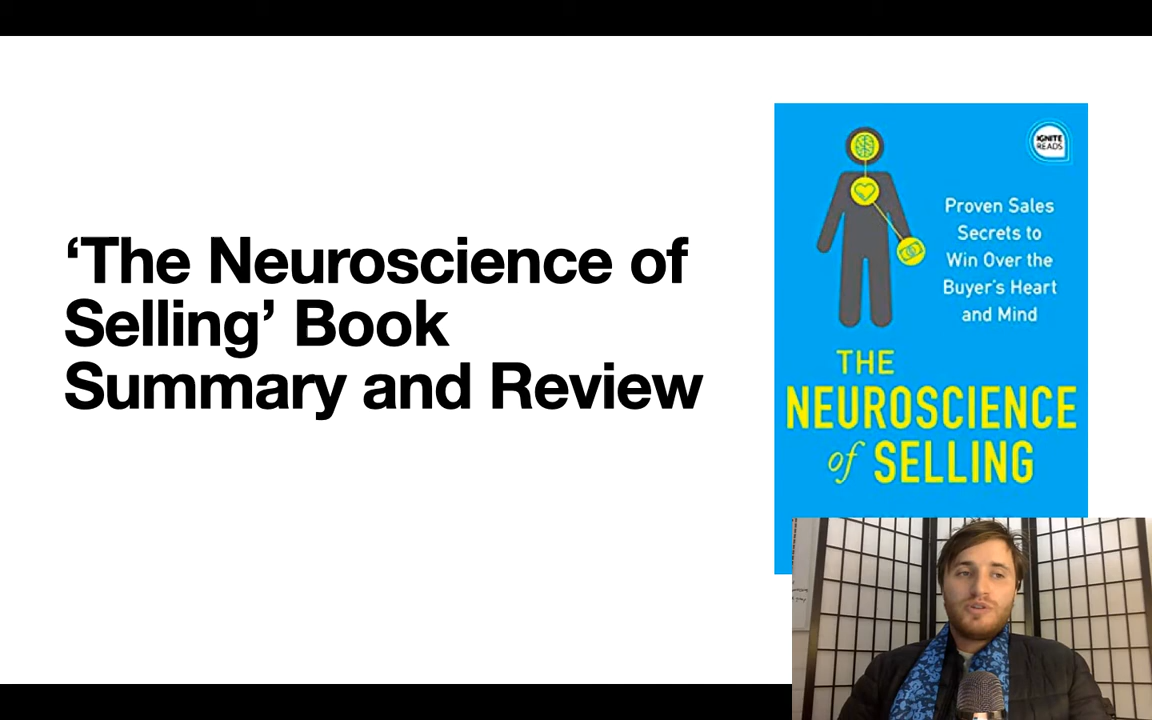 ‘The Neuroscience of
Selling’ Book
Summary and Review
IGNITE
READS
Proven Sales
Secrets to
Win Over the
Buyer's Heart
and Mind
THE
NEUROSCIENCE
of SELLING